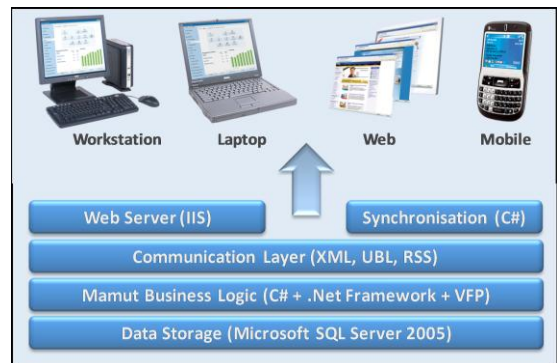 Workstation
Laptop
Web
Mobile
Web Server (IIS)
Synchronisation (C#)
Communication Layer (XML, UBL, RSS)
Mamut Business Logic (C# + .Net Framework + VFP)
Data Storage (Microsoft SQL Server 2005)